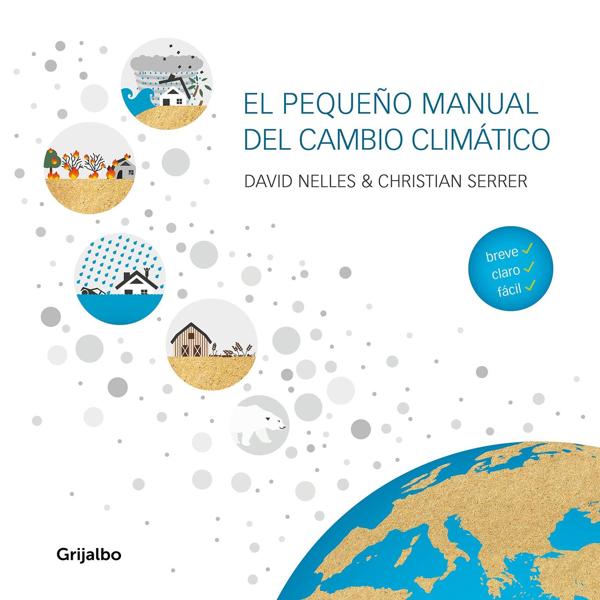 EL PEQUEÑO MANUAL
DEL CAMBIO CLIMÁTICO
DAVID NELLES & CHRISTIAN SERRER
breve
claro
fácil
Grijalbo